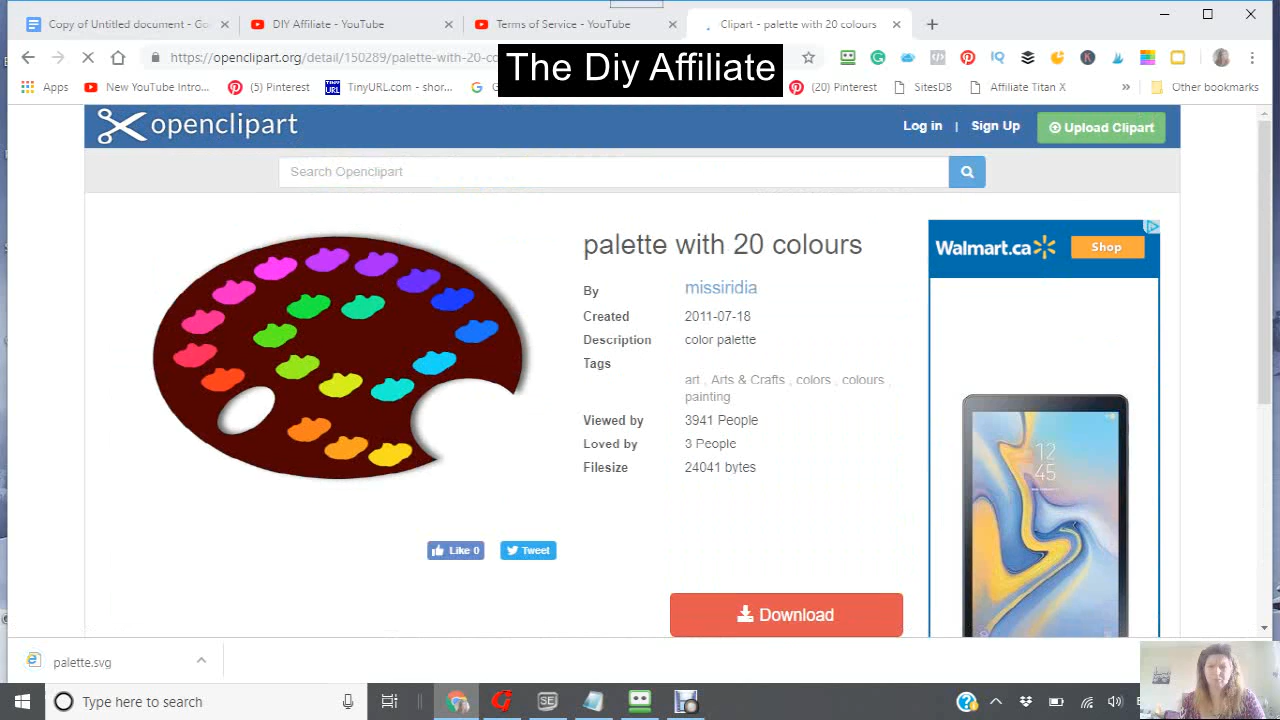 Copy of Untitled document - Go
DIY Affiliate - YouTube
Terms of Service - YouTube
Clipart - palette with 20 colours
https://openclipart.org/detail/150289/palette-with-20-co
The Diy Affiliate
Apps
New YouTube Intro...
(5) Pinterest
TinyURL.com - shor...
(20) Pinterest
SitesDB
Affiliate Titan X
Other bookmarks
openclipart
Log in | Sign Up
Upload Clipart
Search Openclipart
palette with 20 colours
By missiridia
Created 2011-07-18
Description color palette
Tags
art , Arts & Crafts , colors , colours ,
painting
Viewed by 3941 People
Loved by 3 People
Filesize 24041 bytes
Like 0
Tweet
Download
Walmart.ca
Shop
12
45
palette.svg
Type here to search